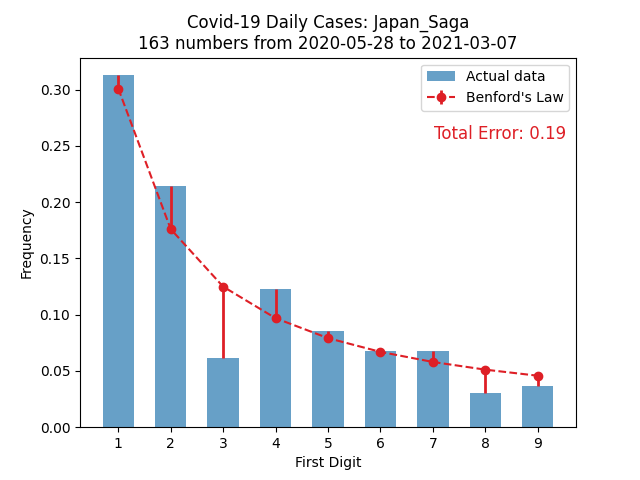 Covid-19 Daily Cases: Japan_Saga
163 numbers from 2020-05-28 to 2021-03-07
Actual data
Benford's Law
Total Error: 0.19
Frequency
0.30
0.25
0.20
0.15
0.10
0.05
0.00
1 2 3 4 5 6 7 8 9
First Digit